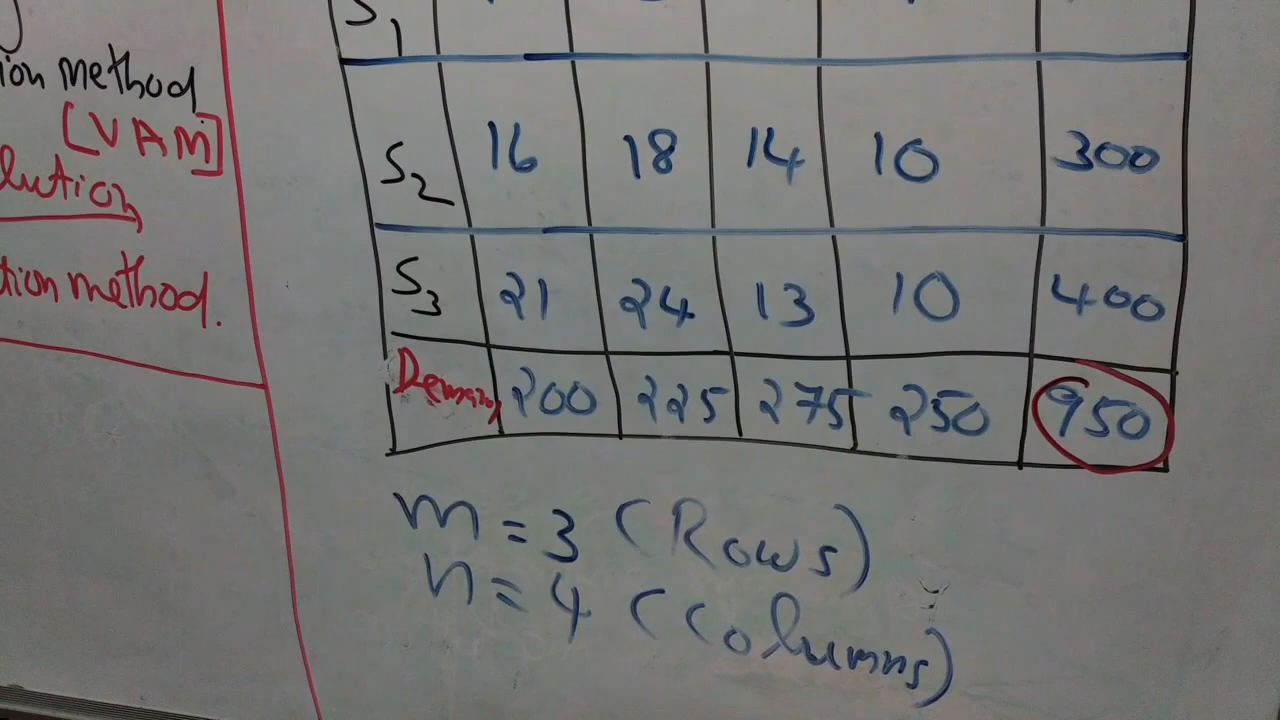 ion method
[VAM]
lution
tion method.
S1
S2 16 18 14 10 300
S3 21 24 13 10 400
Demand 200 225 275 250 950
m = 3 (Rows)
n = 4 (Columns)